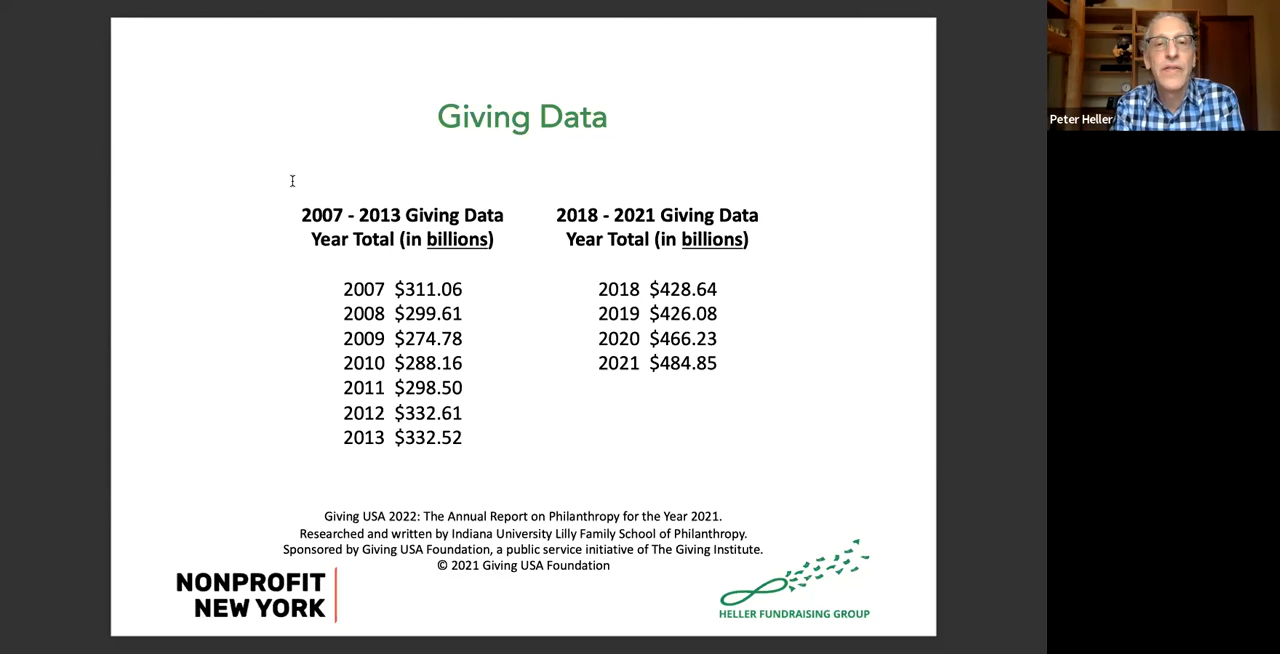 Giving Data
2007 - 2013 Giving Data
Year Total (in billions)
2007 $311.06
2008 $299.61
2009 $274.78
2010 $288.16
2011 $298.50
2012 $332.61
2013 $332.52
2018 - 2021 Giving Data
Year Total (in billions)
2018 $428.64
2019 $426.08
2020 $466.23
2021 $484.85
Giving USA 2022: The Annual Report on Philanthropy for the Year 2021.
Researched and written by Indiana University Lilly Family School of Philanthropy.
Sponsored by Giving USA Foundation, a public service initiative of The Giving Institute.
© 2021 Giving USA Foundation
NONPROFIT
NEW YORK
HELLER FUNDRAISING GROUP
Peter Heller